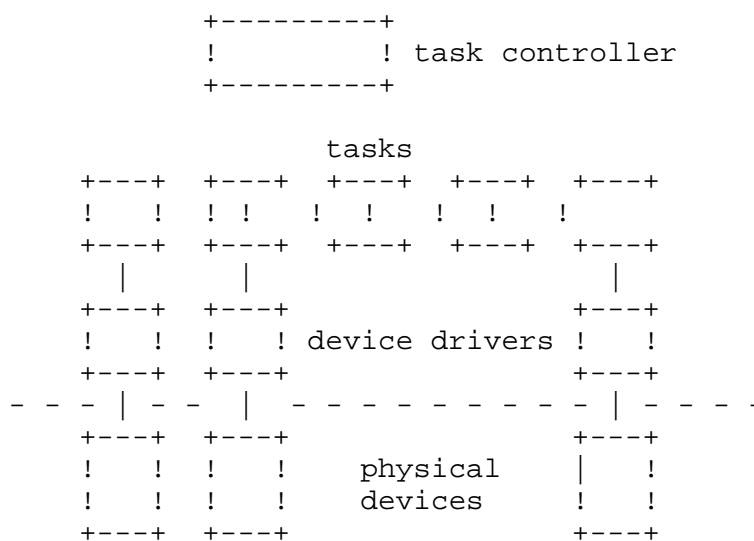 task controller
tasks
device drivers
physical
devices